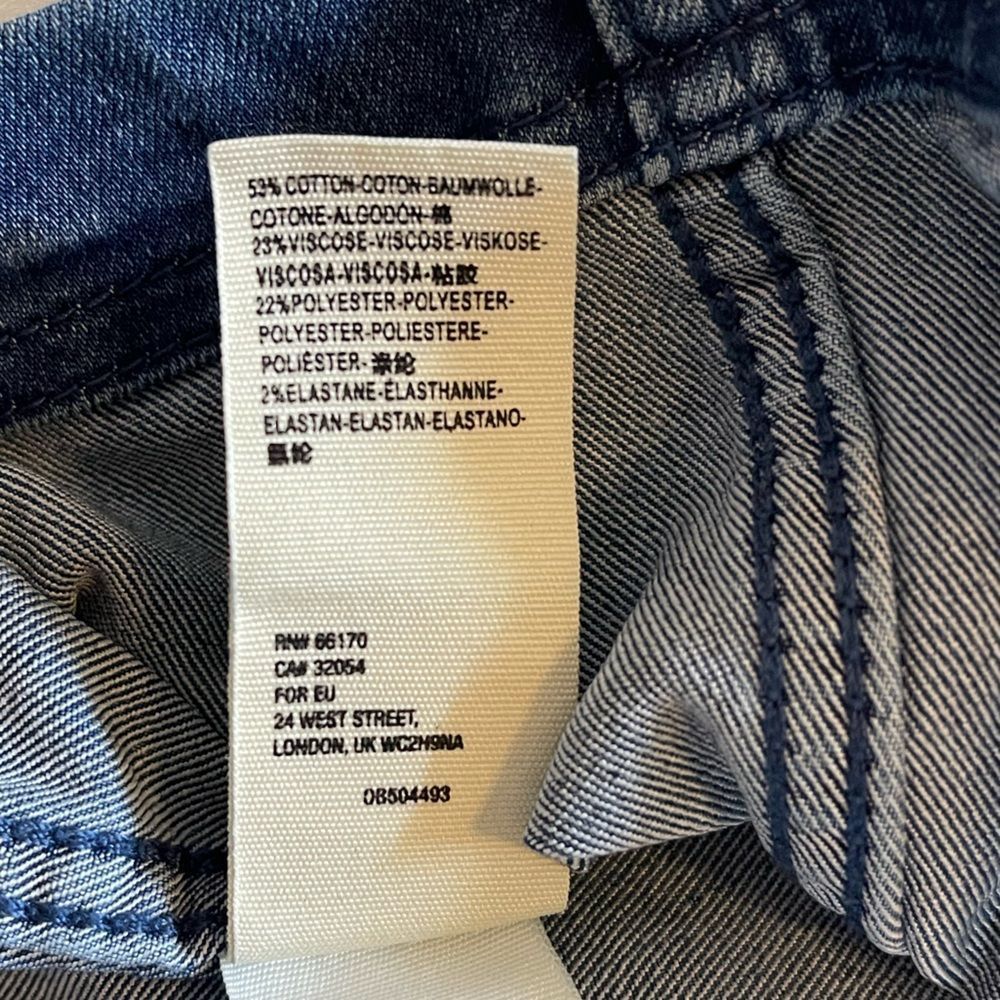 53% COTTON-COTON-BAUMWOLLE-
COTONE-ALGODÓN-棉
23%VISCOSE-VISCOSE-VISKOSE-
VISCOSA-VISCOSA-粘胶
22%POLYESTER-POLYESTER-
POLYESTER-POLIESTERE-
POLIÉSTER-涤纶
2%ELASTANE-ÉLASTHANNE-
ELASTAN-ELASTAN-ELASTANO-
氨纶
RN# 66170
CA# 32054
FOR EU
24 WEST STREET,
LONDON, UK WC2H9NA
OB504493